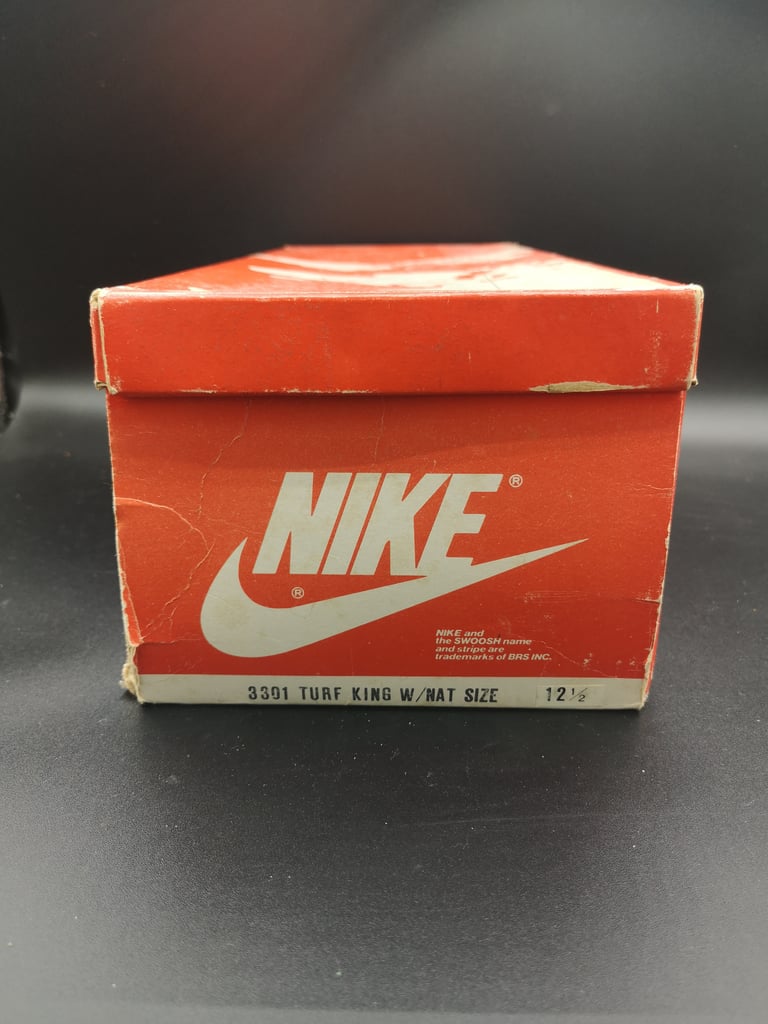 NIKE®
®
NIKE and
the SWOOSH name
and stripe are
trademarks of BRS INC.
3301 TURF KING W/NAT SIZE 12½